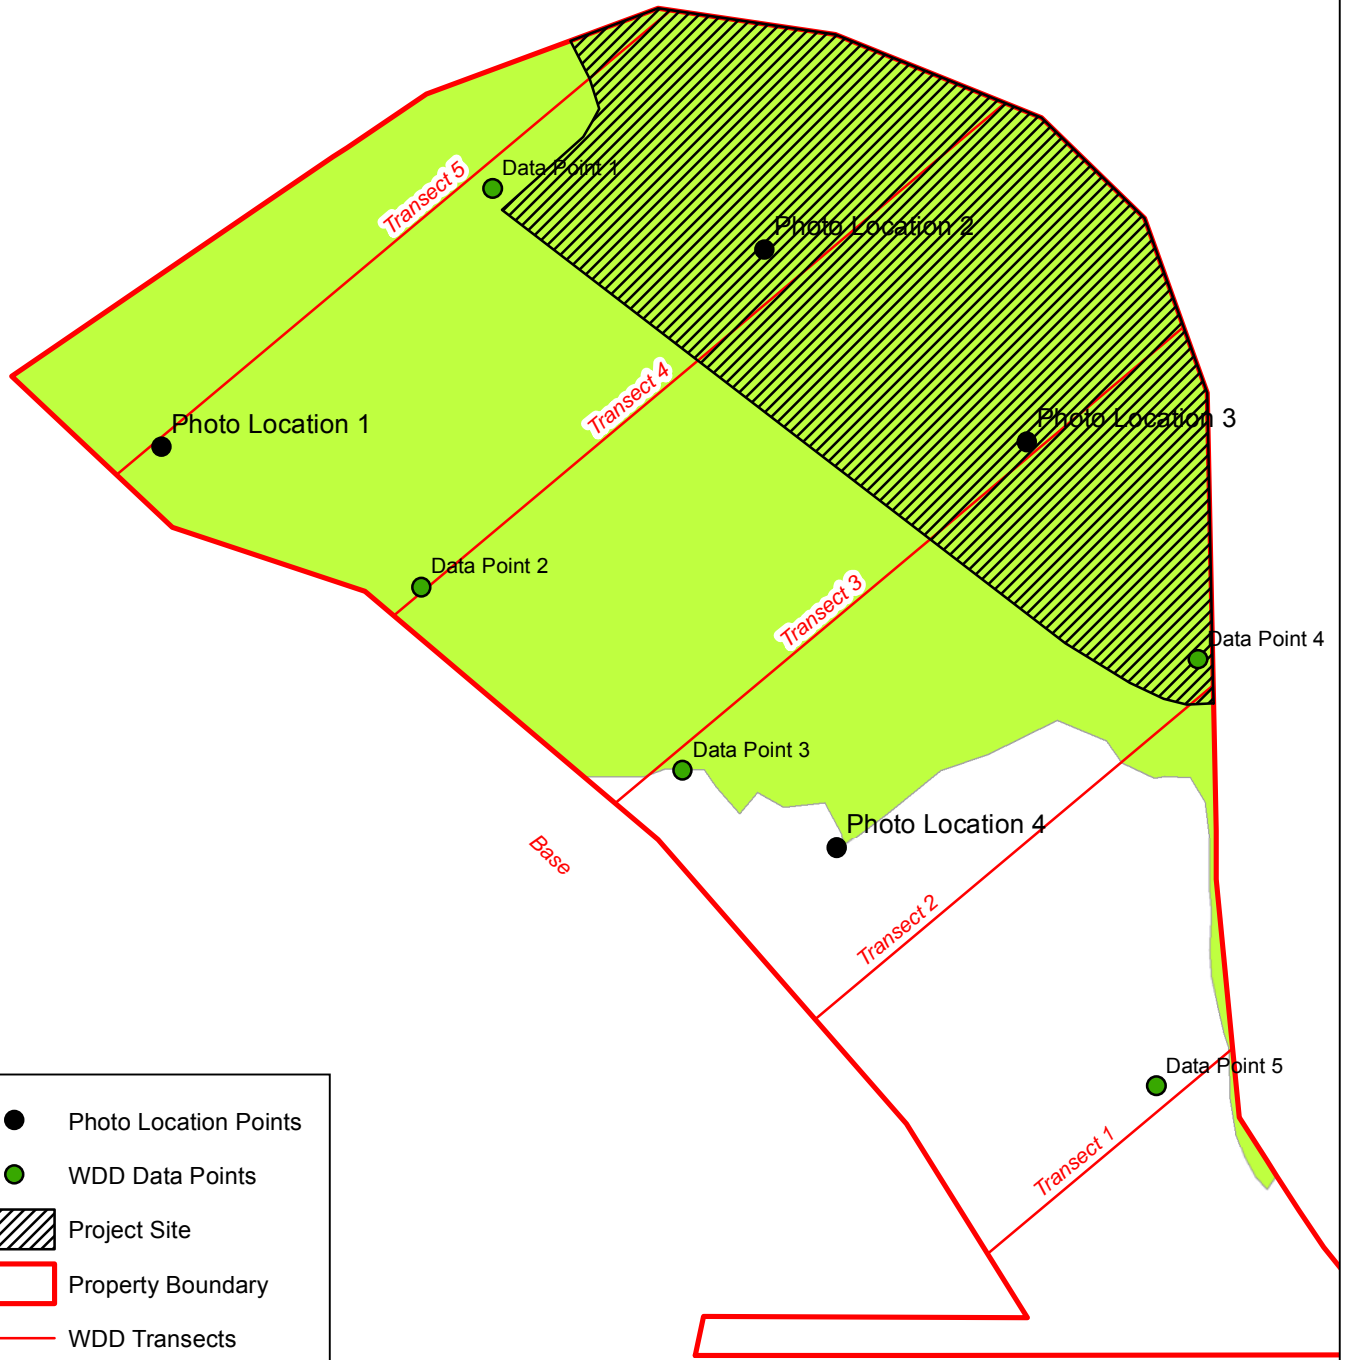 Data Point 1
Transect 5
Photo Location 2
Transect 4
Photo Location 1
Photo Location 3
Data Point 2
Transect 3
Data Point 4
Data Point 3
Photo Location 4
Base
Transect 2
Data Point 5
Transect 1
Photo Location Points
WDD Data Points
Project Site
Property Boundary
WDD Transects